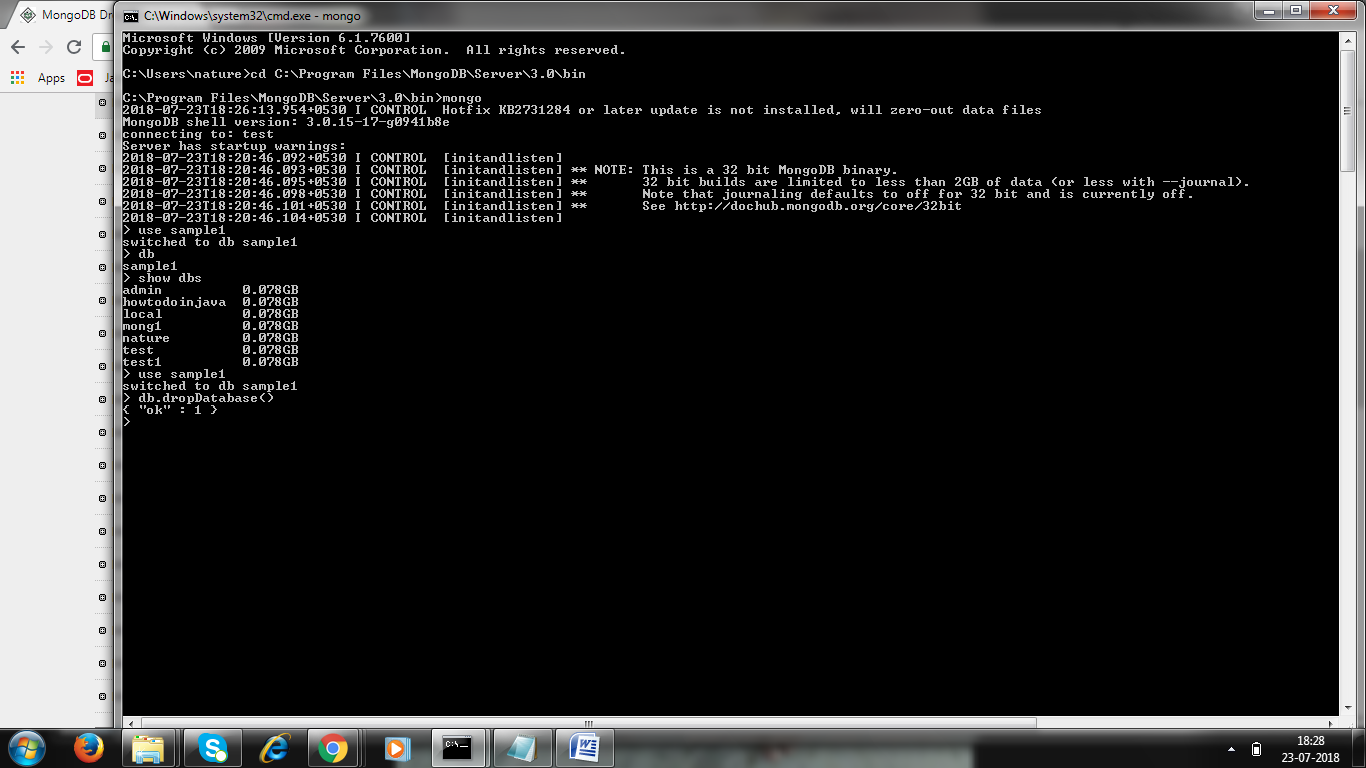 MongoDB Dr
C:\Windows\system32\cmd.exe - mongo
Apps
Ja
Microsoft Windows [Version 6.1.7600]
Copyright (c) 2009 Microsoft Corporation.  All rights reserved.
C:\Users\nature>cd C:\Program Files\MongoDB\Server\3.0\bin
C:\Program Files\MongoDB\Server\3.0\bin>mongo
2018-07-23T18:26:13.954+0530 I CONTROL  Hotfix KB2731284 or later update is not installed, will zero-out data files
MongoDB shell version: 3.0.15-17-g0941b8e
connecting to: test
Server has startup warnings:
2018-07-23T18:20:46.092+0530 I CONTROL  [initandlisten]
2018-07-23T18:20:46.093+0530 I CONTROL  [initandlisten] ** NOTE: This is a 32 bit MongoDB binary.
2018-07-23T18:20:46.095+0530 I CONTROL  [initandlisten] **       32 bit builds are limited to less than 2GB of data (or less with --journal).
2018-07-23T18:20:46.098+0530 I CONTROL  [initandlisten] **       Note that journaling defaults to off for 32 bit and is currently off.
2018-07-23T18:20:46.101+0530 I CONTROL  [initandlisten] **       See http://dochub.mongodb.org/core/32bit
2018-07-23T18:20:46.104+0530 I CONTROL  [initandlisten]
> use sample1
switched to db sample1
> db
sample1
> show dbs
admin          0.078GB
howtodoinjava  0.078GB
local          0.078GB
mong1          0.078GB
nature         0.078GB
test           0.078GB
test1          0.078GB
> use sample1
switched to db sample1
> db.dropDatabase()
{ "ok" : 1 }
>
18:28
23-07-2018